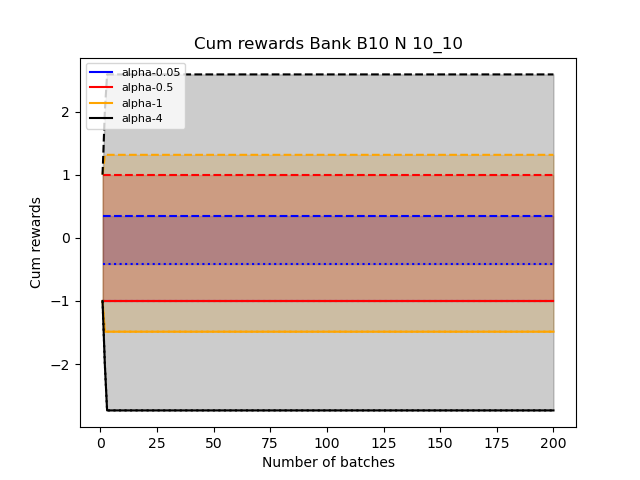 Cum rewards Bank B10 N 10_10
alpha-0.05
alpha-0.5
alpha-1
alpha-4
2
1
0
−1
−2
Cum rewards
0 25 50 75 100 125 150 175 200
Number of batches